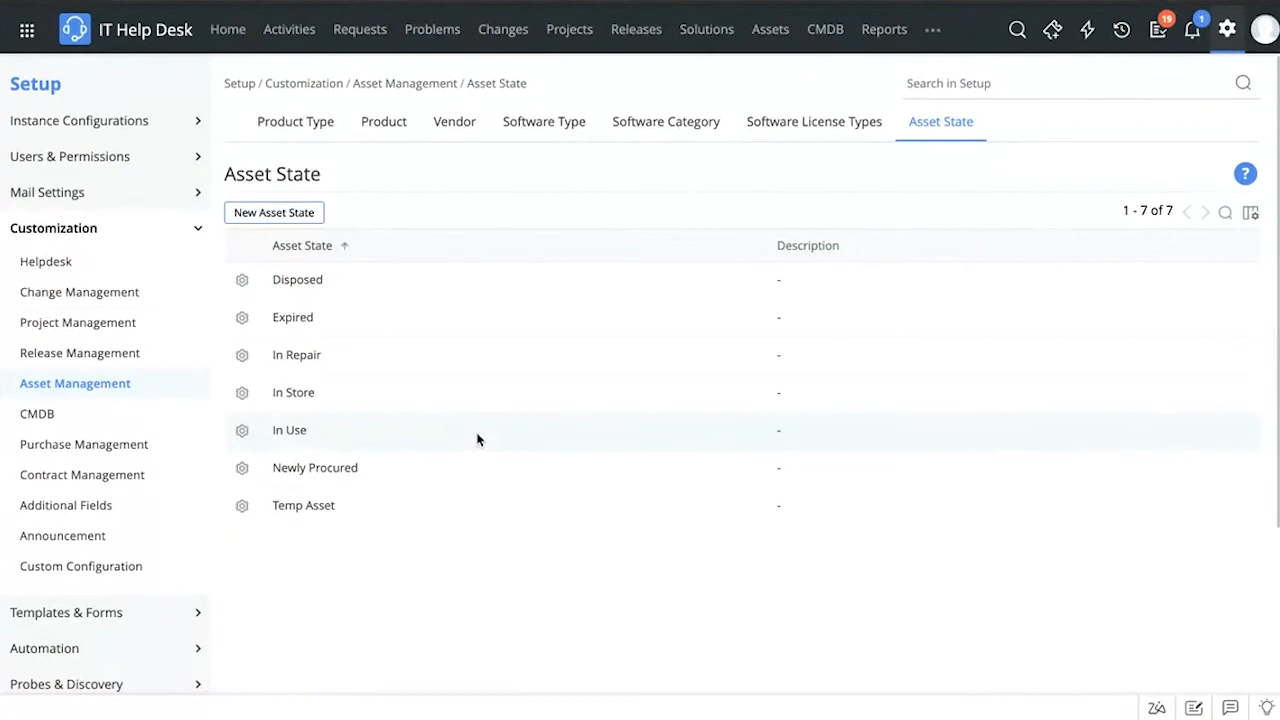 IT Help Desk Home Activities Requests Problems Changes Projects Releases Solutions Assets CMDB Reports 19 1
Setup
Setup / Customization / Asset Management / Asset State
Search in Setup
Instance Configurations
Users & Permissions
Mail Settings
Customization
Helpdesk
Change Management
Project Management
Release Management
Asset Management
CMDB
Purchase Management
Contract Management
Additional Fields
Announcement
Custom Configuration
Templates & Forms
Automation
Probes & Discovery
Product Type Product Vendor Software Type Software Category Software License Types Asset State
Asset State
?
New Asset State
1 - 7 of 7
Asset State Description
Disposed -
Expired -
In Repair -
In Store -
In Use -
Newly Procured -
Temp Asset -